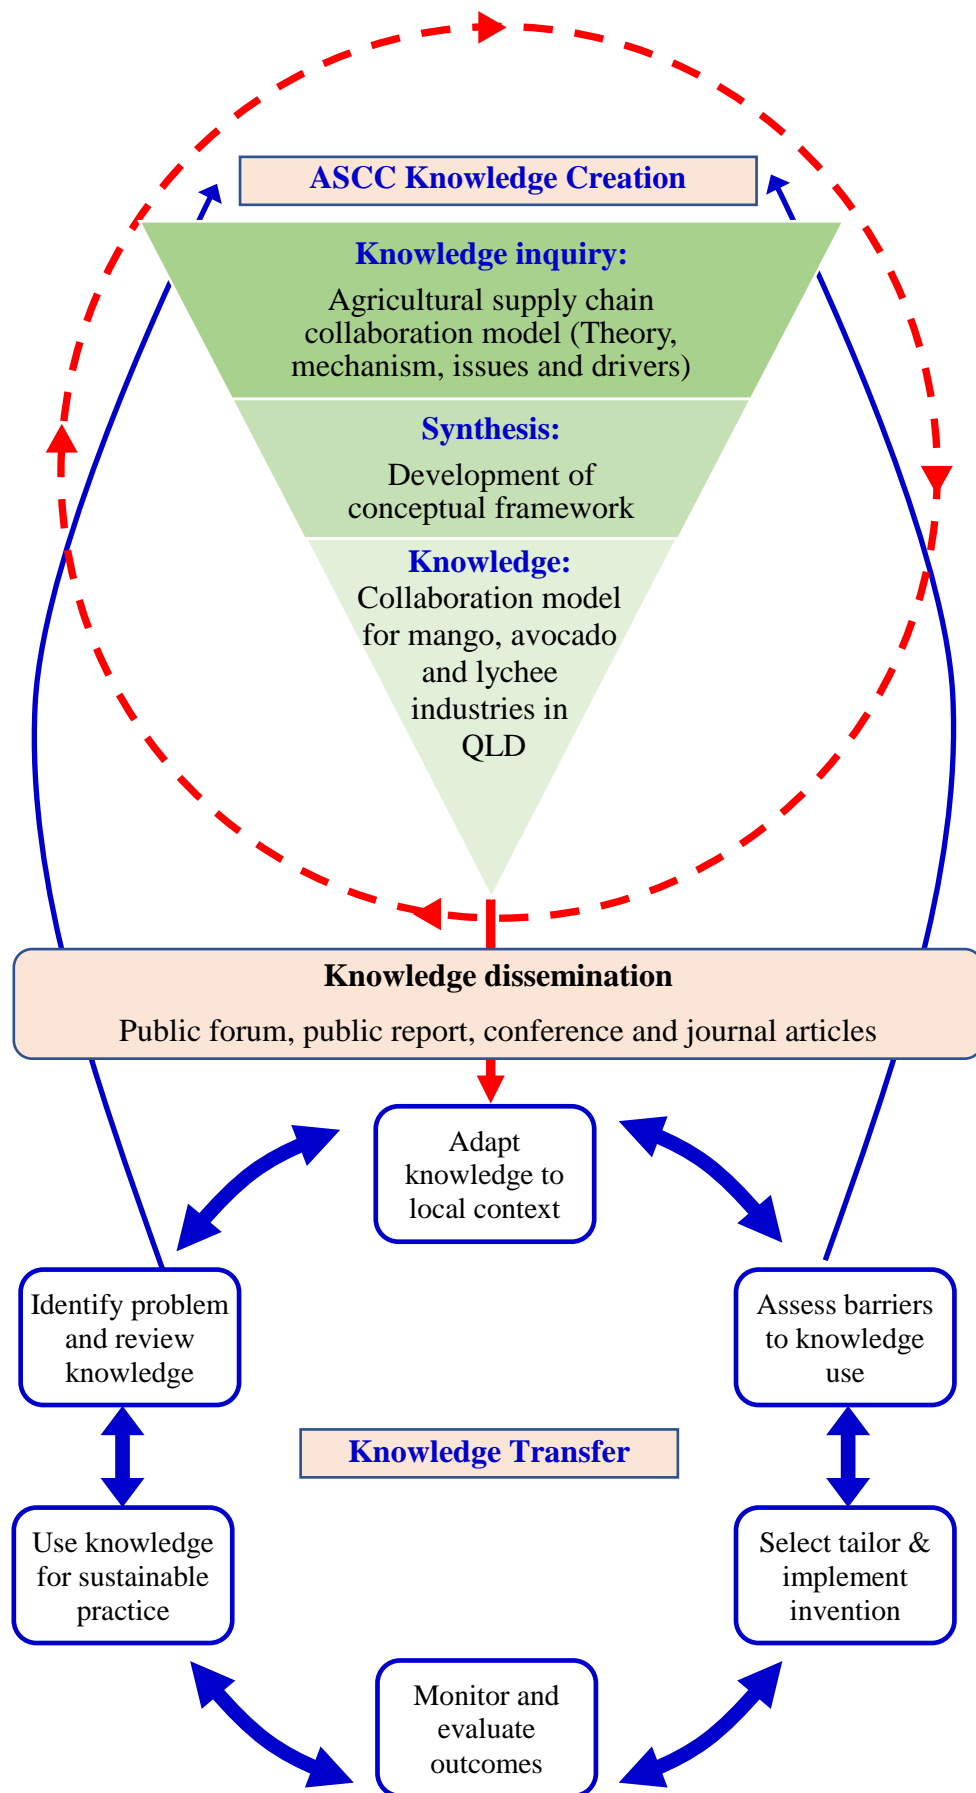 ASCC Knowledge Creation
Knowledge inquiry:
Agricultural supply chain
collaboration model (Theory,
mechanism, issues and drivers)
Synthesis:
Development of
conceptual framework
Knowledge:
Collaboration model
for mango, avocado
and lychee
industries in
QLD
Knowledge dissemination
Public forum, public report, conference and journal articles
Adapt
knowledge to
local context
Identify problem
and review
knowledge
Assess barriers
to knowledge
use
Knowledge Transfer
Use knowledge
for sustainable
practice
Select tailor &
implement
invention
Monitor and
evaluate
outcomes